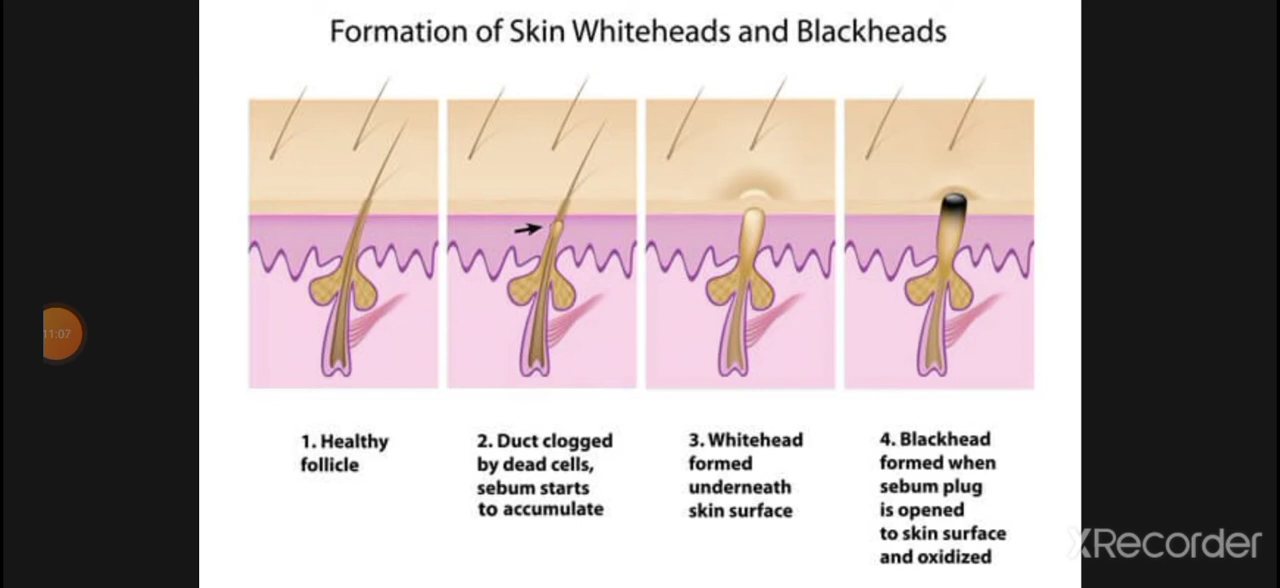 Formation of Skin Whiteheads and Blackheads
11:07
1. Healthy
follicle
2. Duct clogged
by dead cells,
sebum starts
to accumulate
3. Whitehead
formed
underneath
skin surface
4. Blackhead
formed when
sebum plug
is opened
to skin surface
and oxidized
XRecorder